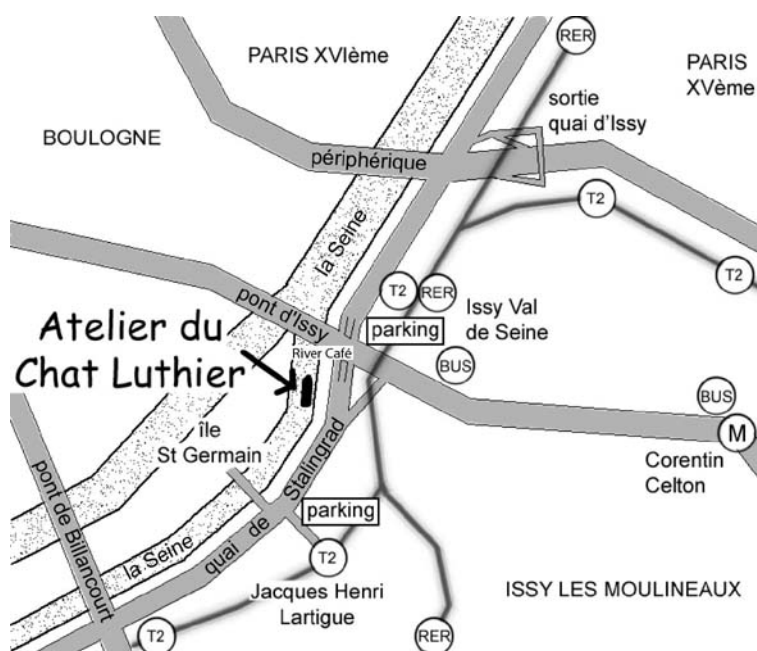 RER
PARIS XVIème
PARIS
XVème
sortie
quai d'Issy
BOULOGNE
périphérique
T2
la Seine
T2
pont d'Issy
T2
RER
Issy Val
de Seine
parking
Atelier du
Chat Luthier
River Café
BUS
BUS
M
Corentin
Celton
île
St Germain
pont de Billancourt
quai de Stalingrad
parking
la Seine
T2
Jacques Henri
Lartigue
ISSY LES MOULINEAUX
T2
RER